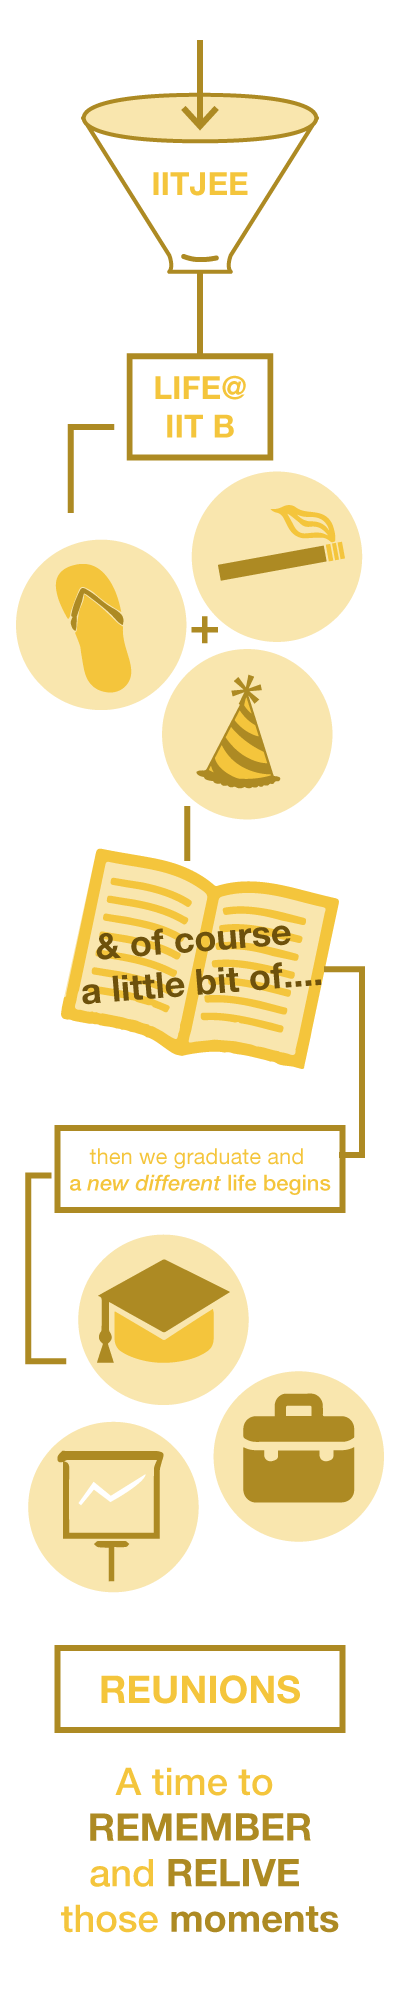 IITJEE
LIFE@
IIT B
+
& of course
a little bit of....
then we graduate and
a new different life begins
REUNIONS
A time to
REMEMBER
and RELIVE
those moments